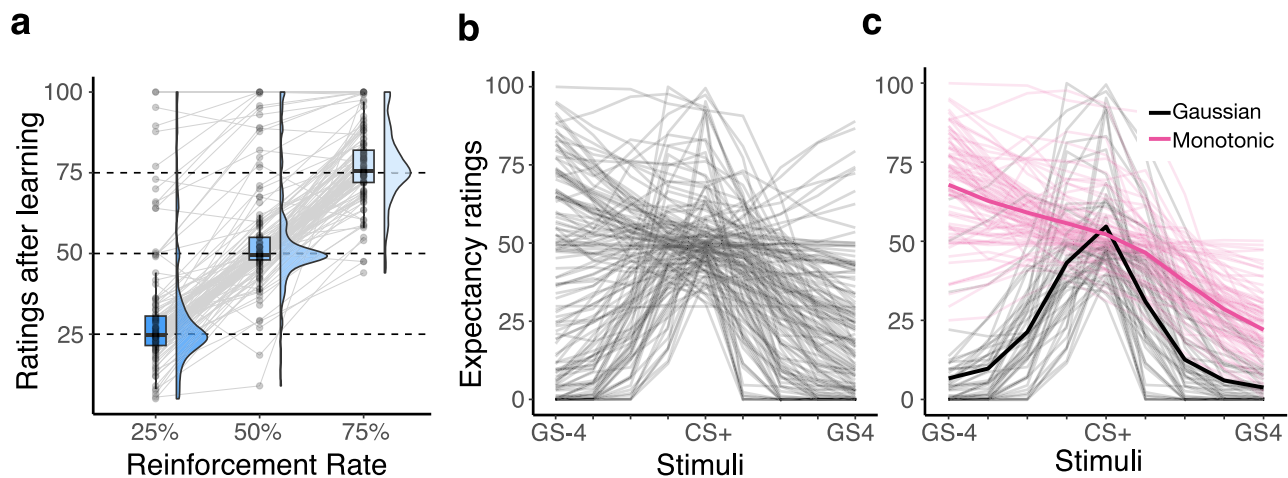 a
Ratings after learning
100
75
50
25
25% 50% 75%
Reinforcement Rate
b
Expectancy ratings
100
75
50
25
0
GS-4 CS+ GS4
Stimuli
c
100
75
50
25
0
Gaussian
Monotonic
GS-4 CS+ GS4
Stimuli